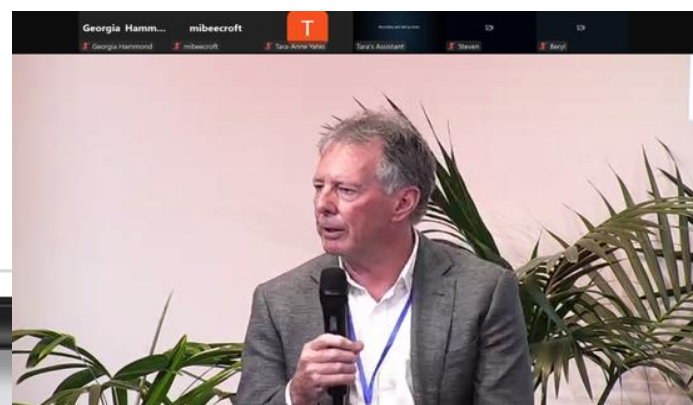 Georgia Hamm...
mibeecroft
T
Georgia Hammond
mibeecroft
Tara-Anne Yates
Tara's Assistant
Steven
Beryl